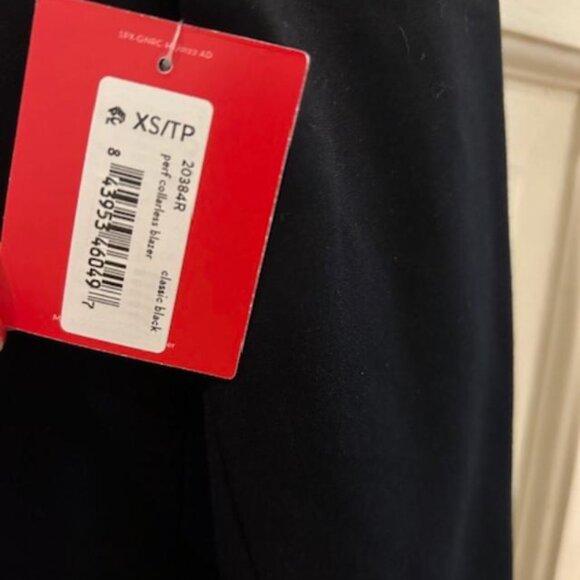 XS/TP
20384R
perf collarless blazer classic black
8 43953 46049 7